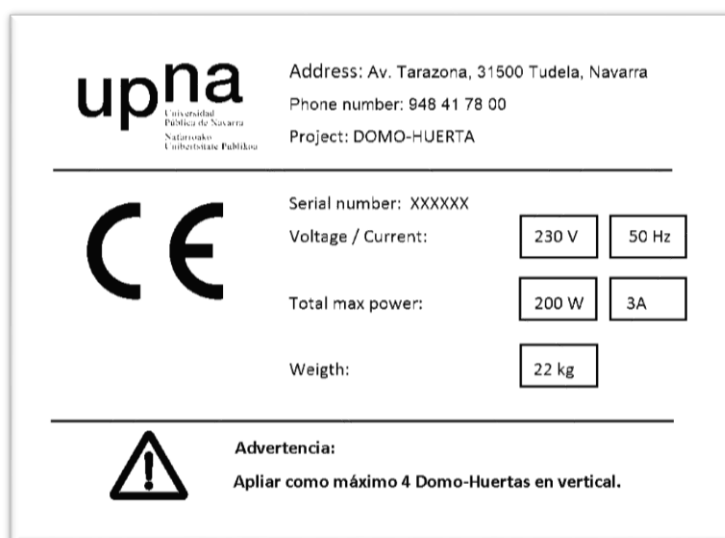 upna
Universidad
Pública de Navarra
Nafarroako
Unibertsitate Publikoa
Address: Av. Tarazona, 31500 Tudela, Navarra
Phone number: 948 41 78 00
Project: DOMO-HUERTA
CE
Serial number: XXXXXX
Voltage / Current: 230 V 50 Hz
Total max power: 200 W 3A
Weigth: 22 kg
Advertencia:
Apliar como máximo 4 Domo-Huertas en vertical.